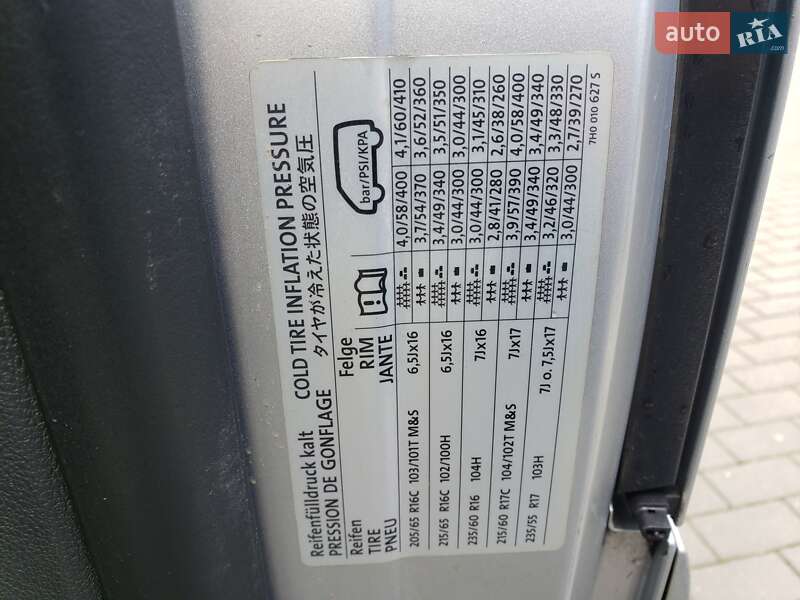 auto RIA.com
Reifenfülldruck kalt COLD TIRE INFLATION PRESSURE
PRESSION DE GONFLAGE タイヤが冷えた状態の空気圧
Reifen Felge
TIRE RIM bar/PSI/KPA
PNEU JANTE
205/65 R16C 103/101T M&S 6,5Jx16 4,0/58/400 4,1/60/410
3,7/54/370 3,6/52/360
215/65 R16C 102/100H 6,5Jx16 3,4/49/340 3,5/51/350
3,0/44/300 3,0/44/300
235/60 R16 104H 7Jx16 3,0/44/300 3,1/45/310
2,8/41/280 2,6/38/260
215/60 R17C 104/102T M&S 7Jx17 3,9/57/390 4,0/58/400
3,4/49/340 3,4/49/340
235/55 R17 103H 7J o. 7,5Jx17 3,2/46/320 3,3/48/330
3,0/44/300 2,7/39/270
7H0 010 627 S